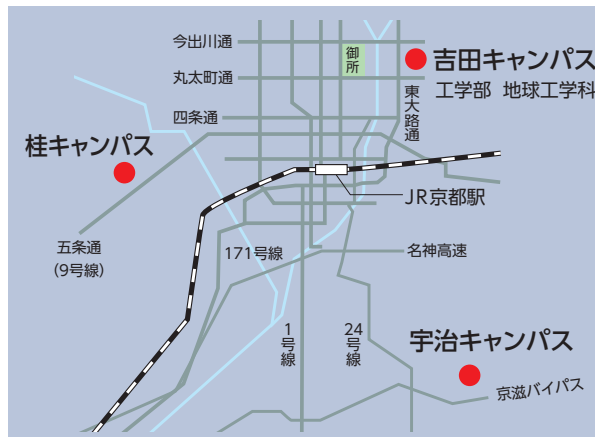 今出川通
御所
吉田キャンパス
丸太町通
工学部 地球工学科
東大路通
四条通
桂キャンパス
JR京都駅
五条通
(9号線)
171号線
名神高速
1号線
24号線
宇治キャンパス
京滋バイパス